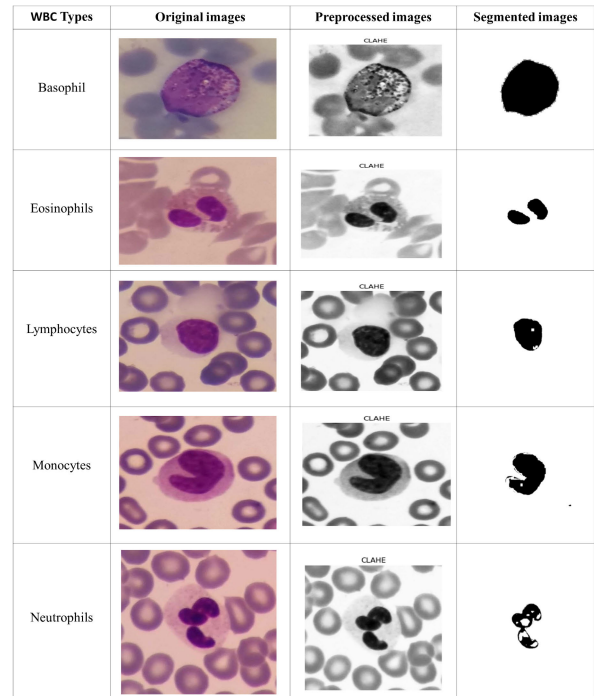 WBC Types Original images Preprocessed images Segmented images
Basophil
CLAHE
Eosinophils
CLAHE
Lymphocytes
CLAHE
Monocytes
CLAHE
Neutrophils
CLAHE